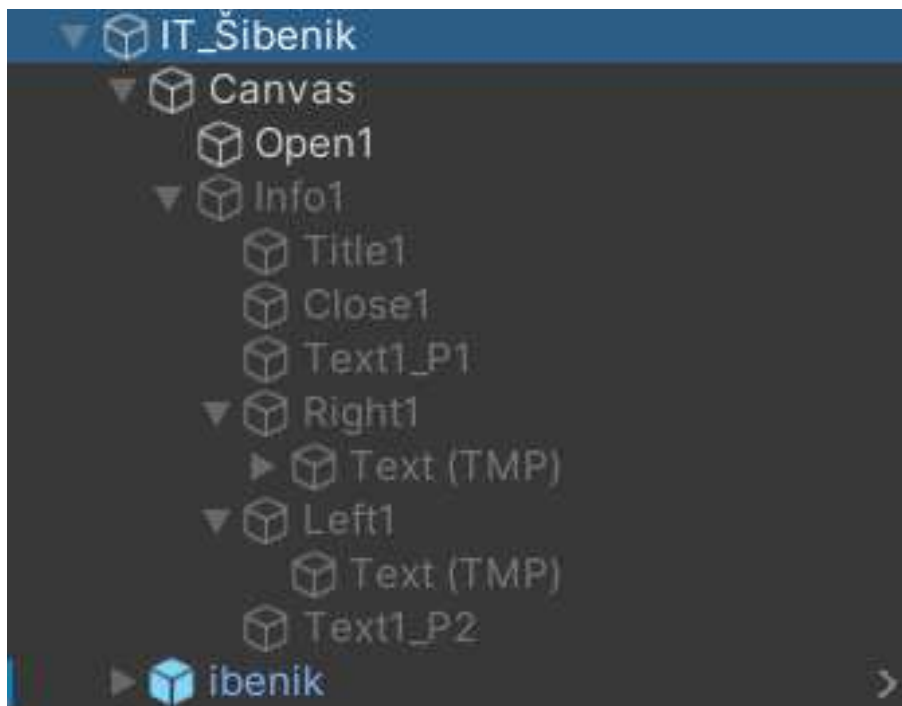 IT_Šibenik
Canvas
Open1
Info1
Title1
Close1
Text1_P1
Right1
Text (TMP)
Left1
Text (TMP)
Text1_P2
ibenik